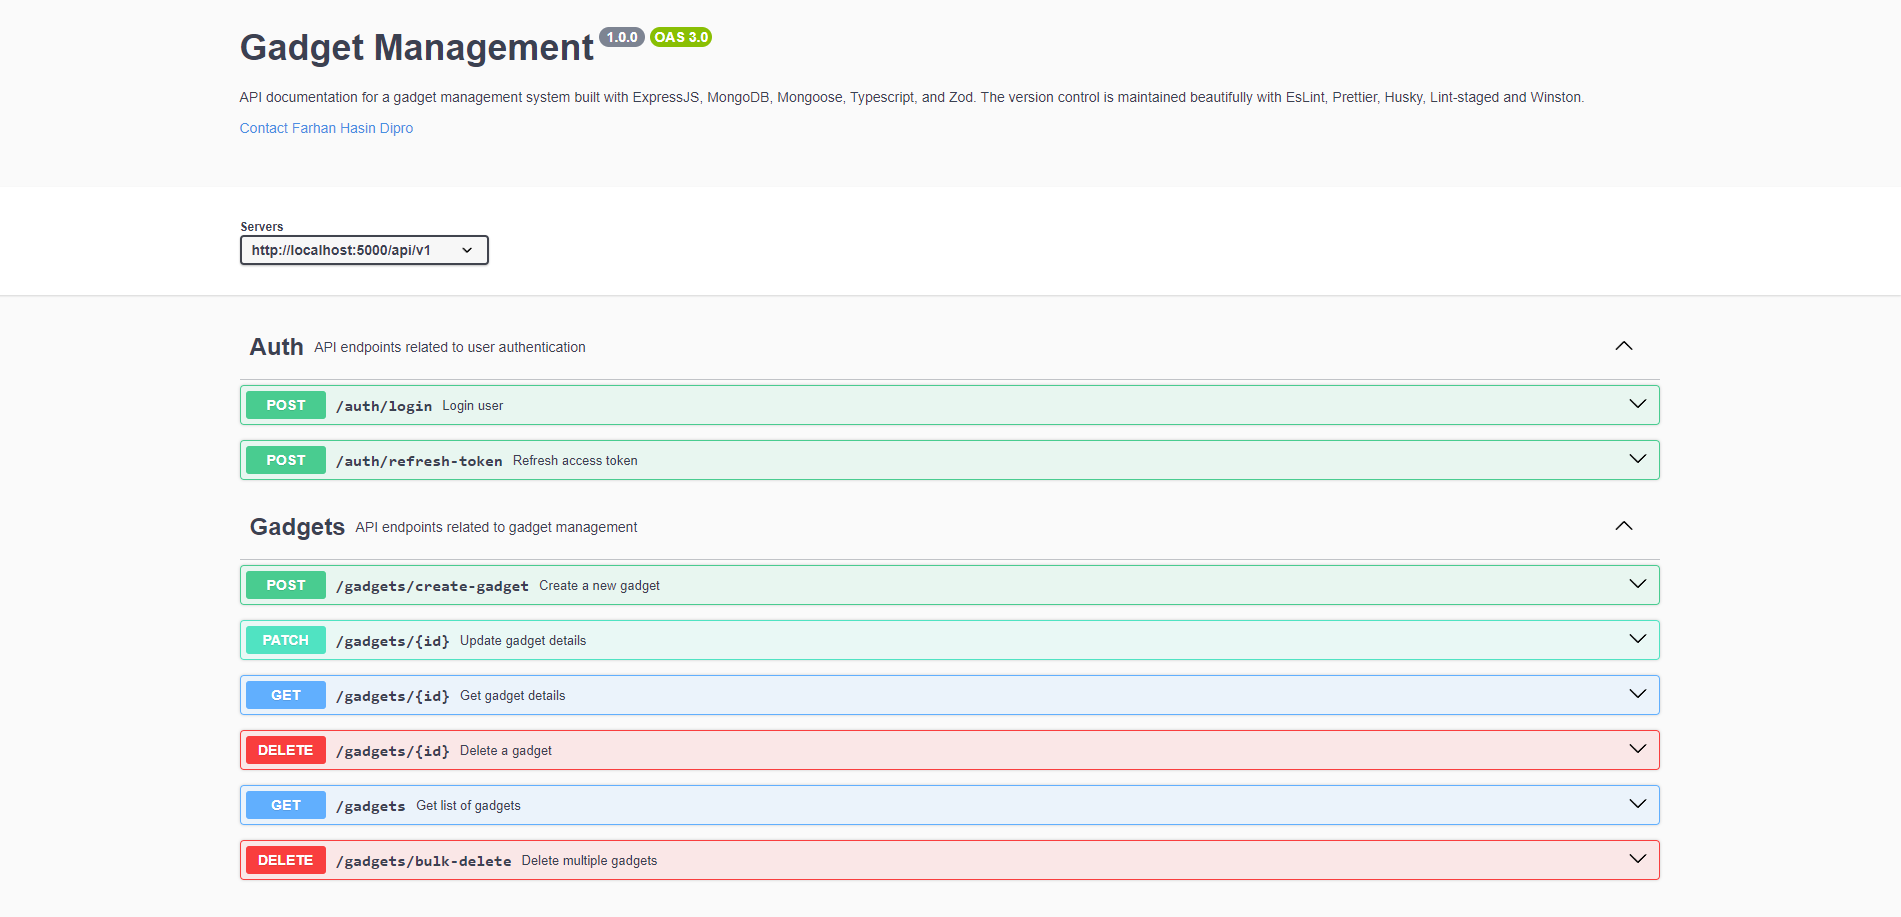 Gadget Management 1.0.0 OAS 3.0
API documentation for a gadget management system built with ExpressJS, MongoDB, Mongoose, Typescript, and Zod. The version control is maintained beautifully with EsLint, Prettier, Husky, Lint-staged and Winston.
Contact Farhan Hasin Dipro
Servers
http://localhost:5000/api/v1
Auth API endpoints related to user authentication
POST /auth/login Login user
POST /auth/refresh-token Refresh access token
Gadgets API endpoints related to gadget management
POST /gadgets/create-gadget Create a new gadget
PATCH /gadgets/{id} Update gadget details
GET /gadgets/{id} Get gadget details
DELETE /gadgets/{id} Delete a gadget
GET /gadgets Get list of gadgets
DELETE /gadgets/bulk-delete Delete multiple gadgets